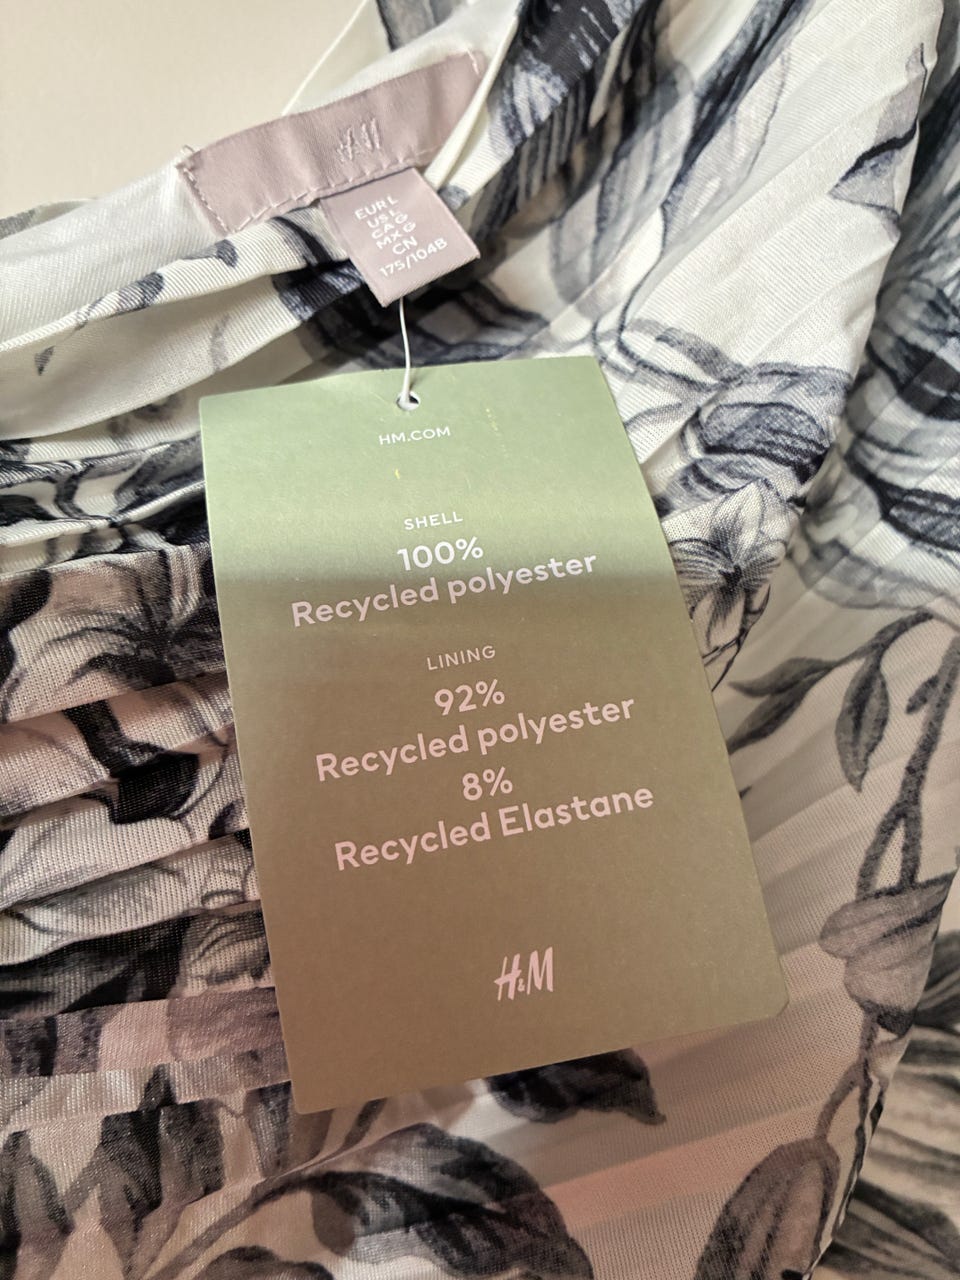 H&M
EUR L
US L
CA G
MX G
CN
175/104B
HM.COM
SHELL
100%
Recycled polyester
LINING
92%
Recycled polyester
8%
Recycled Elastane
H&M